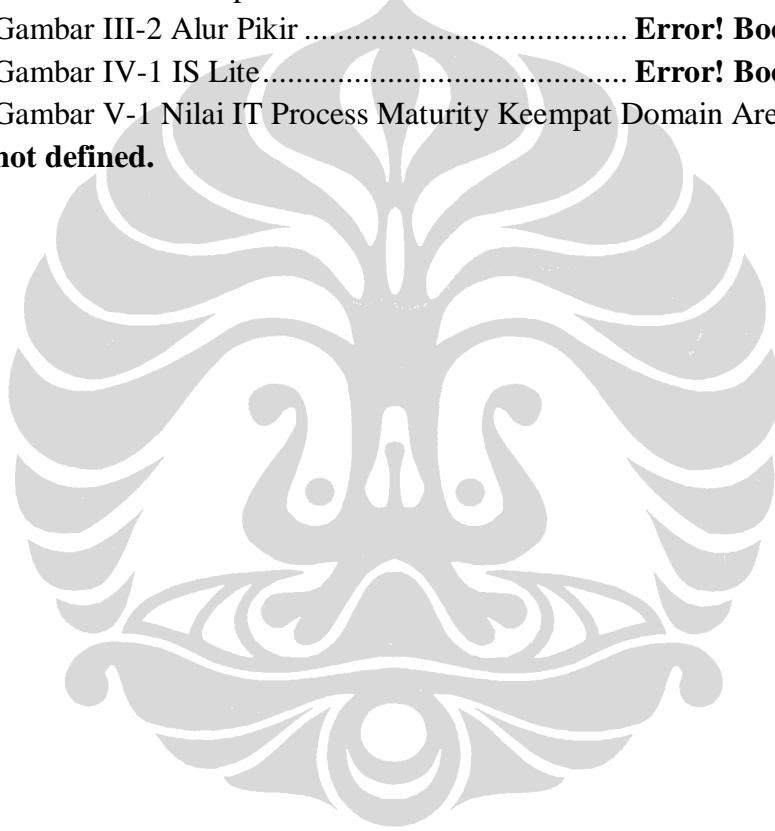 Gambar III-2 Alur Pikir ..................................... Error! Boo
Gambar IV-1 IS Lite.......................................... Error! Boo
Gambar V-1 Nilai IT Process Maturity Keempat Domain Are
not defined.